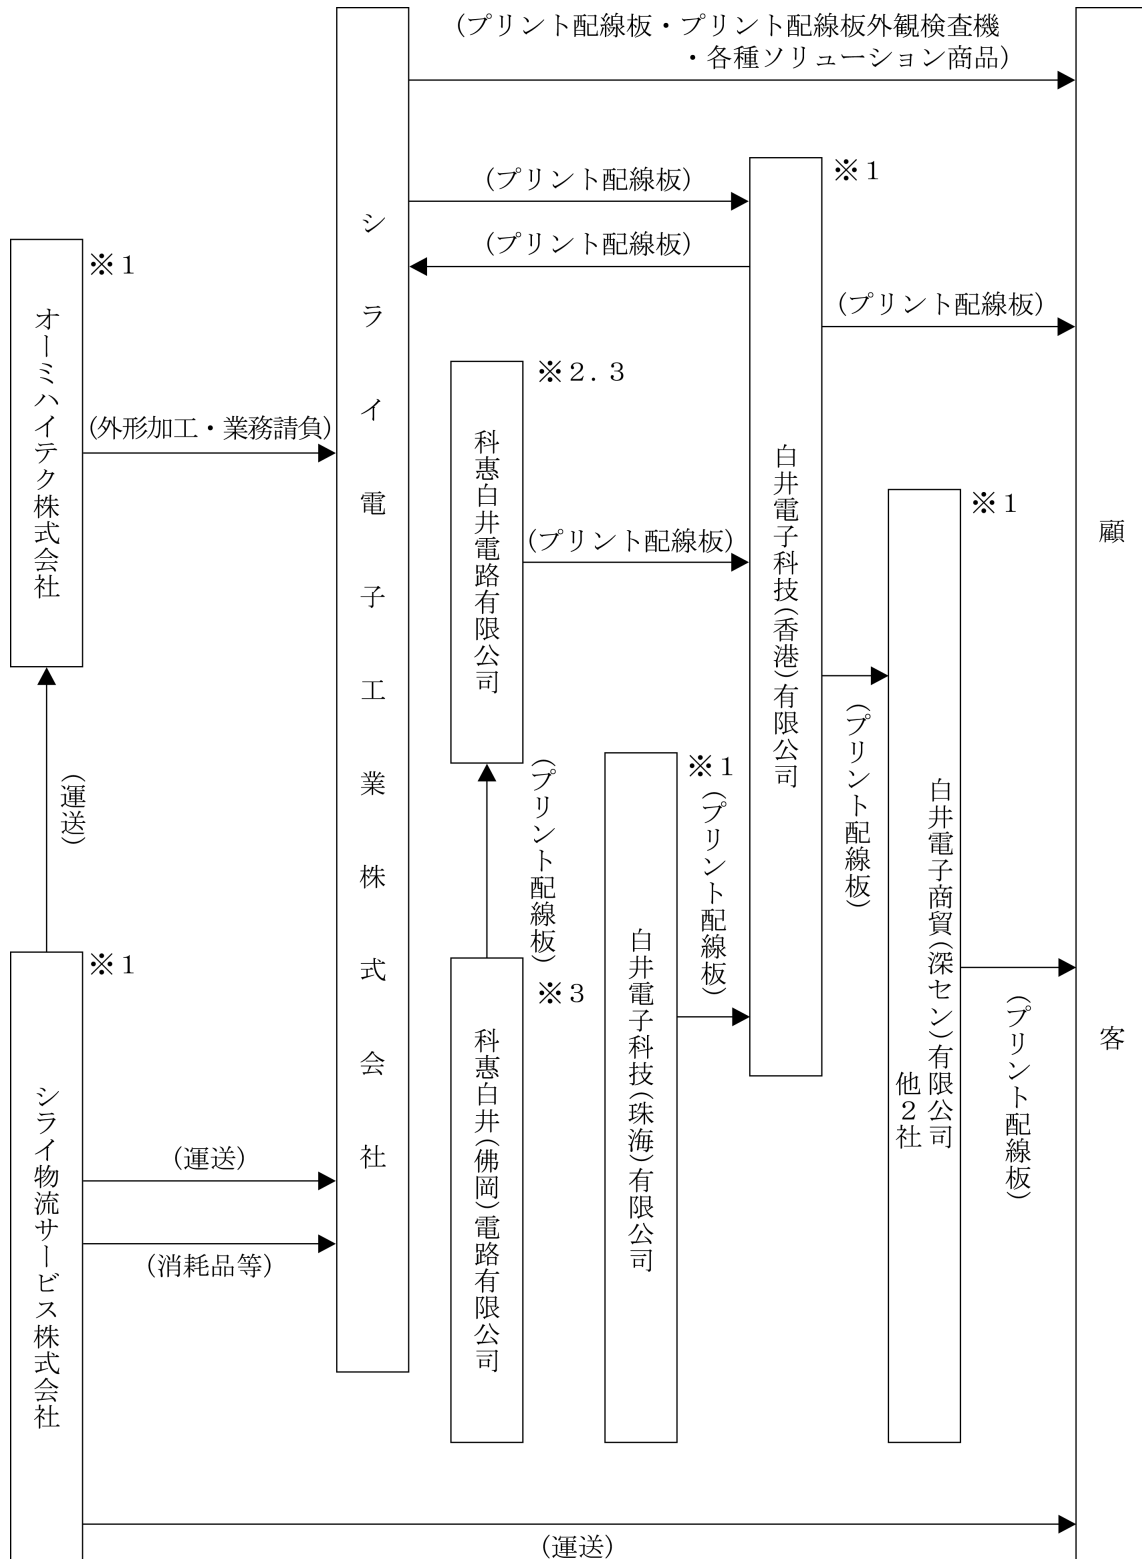 (プリント配線板・プリント配線板外観検査機
・各種ソリューション商品)
(プリント配線板)
※1
(プリント配線板)
※1
(プリント配線板)
※2.3
(外形加工・業務請負)
オーミハイテク株式会社
シライ電子工業株式会社
科惠白井電路有限公司
(プリント配線板)
白井電子科技(香港)有限公司
※1
顧客
(運送)
(プリント配線板)
※1
(プリント配線板)
(プリント配線板)
白井電子商貿(深セン)有限公司
他2社
※1
※3
シライ物流サービス株式会社
科惠白井(佛岡)電路有限公司
白井電子科技(珠海)有限公司
(プリント配線板)
(運送)
(消耗品等)
(運送)